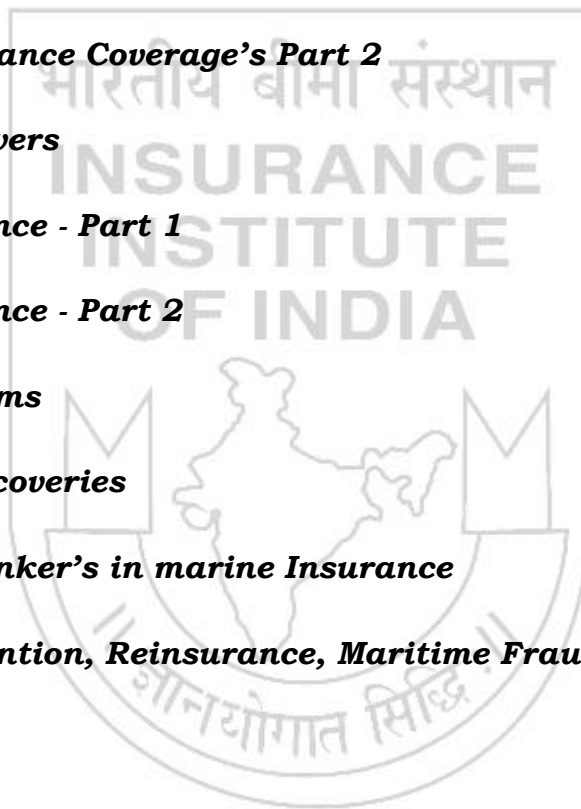 ance Coverage's Part 2
भारतीय बीमा संस्थान
vers
INSURANCE
nce - Part 1
INSTITUTE
nce - Part 2
OF INDIA
ms
coveries
nker's in marine Insurance
ntion, Reinsurance, Maritime Frau
॥ ज्ञानयोगात सिद्धि ॥